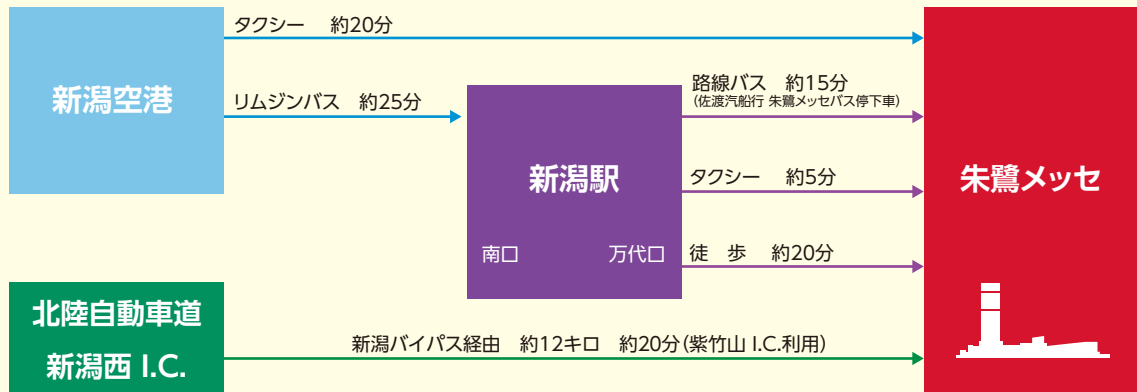 タクシー 約20分
新潟空港
リムジンバス 約25分
路線バス 約15分
(佐渡汽船行 朱鷺メッセバス停下車)
新潟駅
タクシー 約5分
朱鷺メッセ
南口 万代口
徒 歩 約20分
北陸自動車道
新潟西 I.C.
新潟バイパス経由 約12キロ 約20分(紫竹山 I.C.利用)